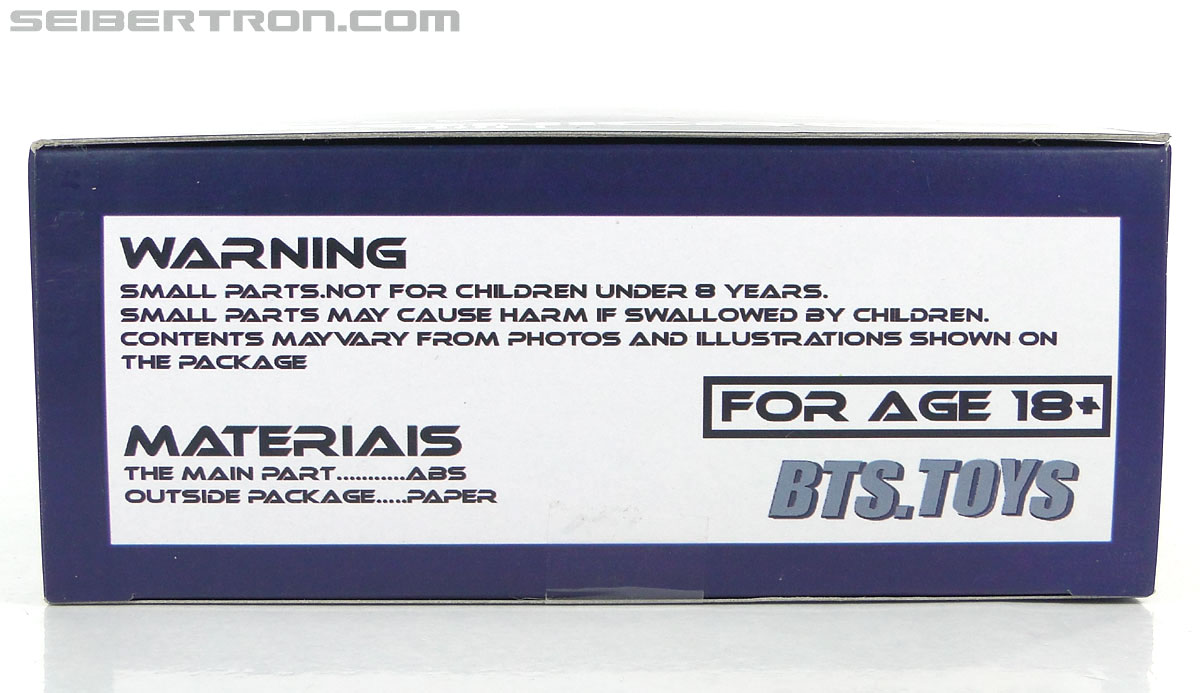 SEIBERTRON.COM
WARNING
SMALL PARTS.NOT FOR CHILDREN UNDER 8 YEARS.
SMALL PARTS MAY CAUSE HARM IF SWALLOWED BY CHILDREN.
CONTENTS MAYVARY FROM PHOTOS AND ILLUSTRATIONS SHOWN ON
THE PACKAGE
FOR AGE 18+
MATERIAIS
THE MAIN PART...........ABS
OUTSIDE PACKAGE.....PAPER
BTS.TOYS